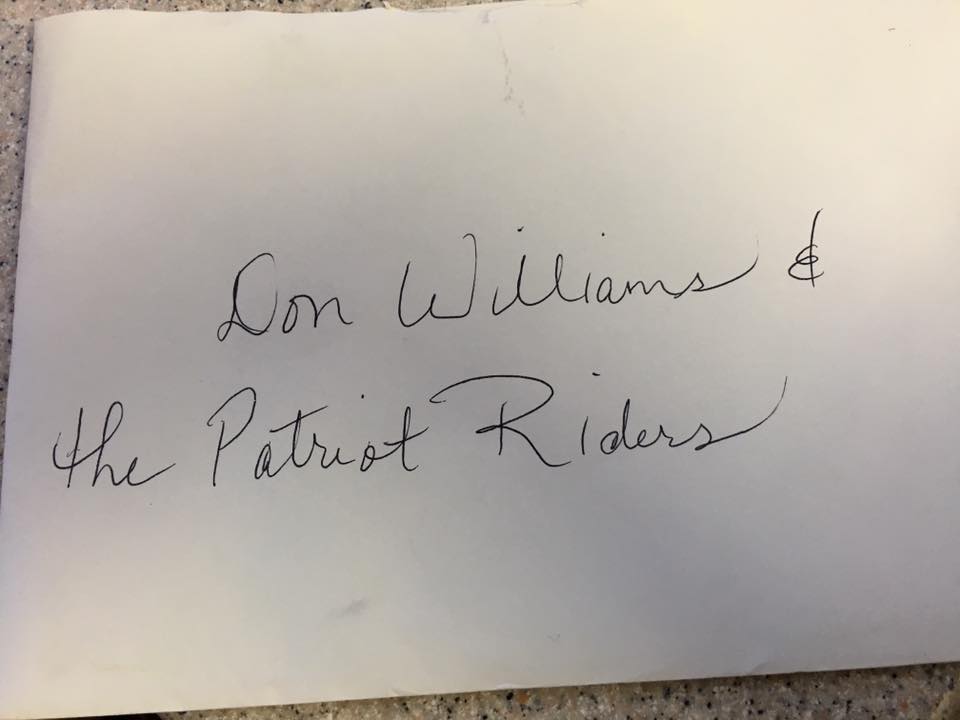 Don Williams &
the Patriot Riders